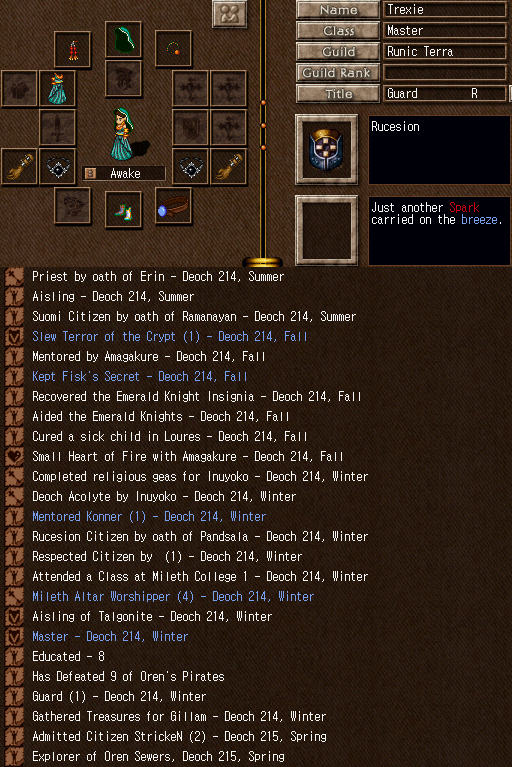 Name Trexie
Class Master
Guild Runic Terra
Guild Rank
Title Guard R
Rucesion
Awake
Just another Spark
carried on the breeze.
Priest by oath of Erin - Deoch 214, Summer
Aisling - Deoch 214, Summer
Suomi Citizen by oath of Ramanayan - Deoch 214, Summer
Slew Terror of the Crypt (1) - Deoch 214, Fall
Mentored by Amagakure - Deoch 214, Fall
Kept Fisk's Secret - Deoch 214, Fall
Recovered the Emerald Knight Insignia - Deoch 214, Fall
Aided the Emerald Knights - Deoch 214, Fall
Cured a sick child in Loures - Deoch 214, Fall
Small Heart of Fire with Amagakure - Deoch 214, Fall
Completed religious geas for Inuyoko - Deoch 214, Winter
Deoch Acolyte by Inuyoko - Deoch 214, Winter
Mentored Konner (1) - Deoch 214, Winter
Rucesion Citizen by oath of Pandsala - Deoch 214, Winter
Respected Citizen by  (1) - Deoch 214, Winter
Attended a Class at Mileth College 1 - Deoch 214, Winter
Mileth Altar Worshipper (4) - Deoch 214, Winter
Aisling of Talgonite - Deoch 214, Winter
Master - Deoch 214, Winter
Educated - 8
Has Defeated 9 of Oren's Pirates
Guard (1) - Deoch 214, Winter
Gathered Treasures for Gillam - Deoch 214, Winter
Admitted Citizen StrickeN (2) - Deoch 215, Spring
Explorer of Oren Sewers, Deoch 215, Spring